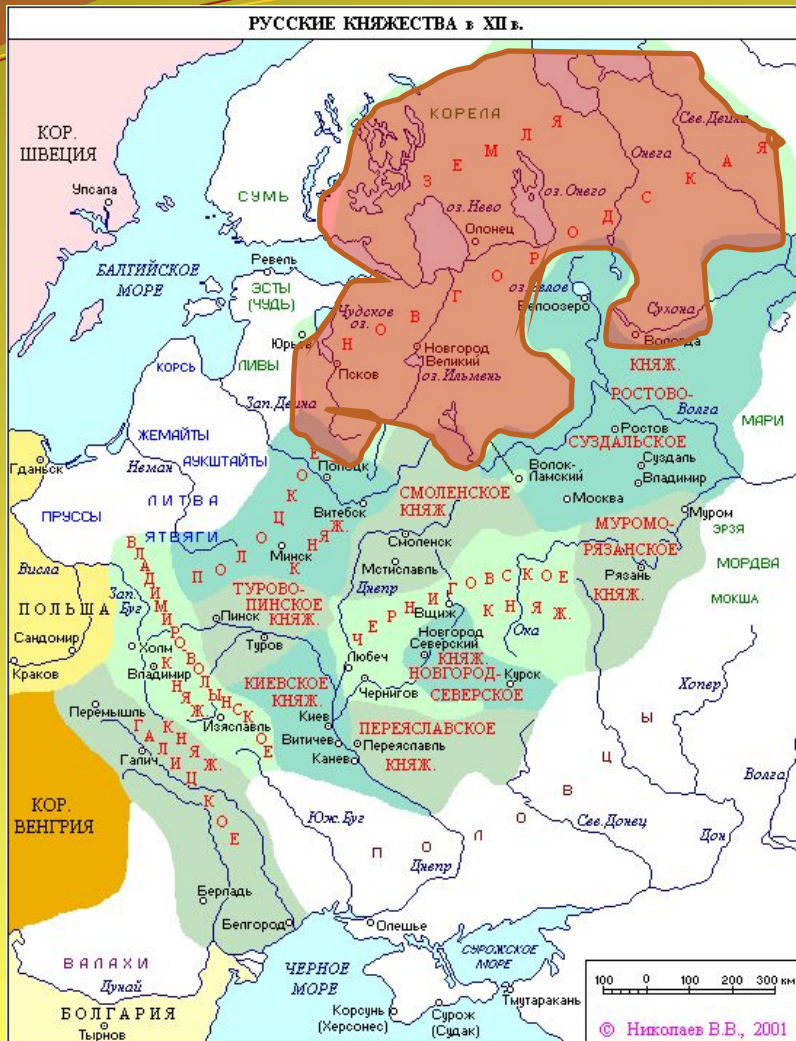 РУССКИЕ КНЯЖЕСТВА в XII в.
КОР.
ШВЕЦИЯ
Упсала
СУМЬ
КОРЕЛА
НОВГОРОДСКАЯ ЗЕМЛЯ
Сев. Двина
Онега
оз. Онего
оз. Нево
Олонец
БАЛТИЙСКОЕ
МОРЕ
Ревель
ЭСТЫ
(ЧУДЬ)
Чудское
оз.
Юрьев
Белоозеро
Сухона
Вологда
Новгород
Великий
оз. Ильмень
Псков
КОРСЬ
ЛИВЫ
Зап. Двина
КНЯЖ.
РОСТОВО-
СУЗДАЛЬСКОЕ
Волга
Ростов
Суздаль
Владимир
МАРИ
ЖЕМАЙТЫ
АУКШТАЙТЫ
Неман
ЛИТВА
Гданьск
ПРУССЫ
ЯТВЯГИ
Полоцк
ПОЛОЦКОЕ КНЯЖ.
Витебск
Минск
Волок-
Ламский
Москва
СМОЛЕНСКОЕ
КНЯЖ.
Смоленск
Мстиславль
Днепр
Муром
МУРОМО-
РЯЗАНСКОЕ
КНЯЖ.
Рязань
ЭРЗЯ
МОРДВА
МОКША
Висла
ПОЛЬША
Зап.
Буг
Сандомир
Краков
ВЛАДИМИРОВОЛЫНСКОЕ
КНЯЖ.
Холм
Владимир
Изяславль
ТУРОВО-
ПИНСКОЕ
КНЯЖ.
Пинск
Туров
ЧЕРНИГОВСКОЕ
КНЯЖ.
Вщиж
Ока
Новгород
Северский
КНЯЖ.
НОВГОРОД-
СЕВЕРСКОЕ
Курск
Любеч
Чернигов
КИЕВСКОЕ
КНЯЖ.
Киев
Витичев
Канев
ПЕРЕЯСЛАВСКОЕ
Переяславль
КНЯЖ.
Хопер
Волга
Перемышль
ГАЛИЦКОЕ
КНЯЖ.
Галич
КОР.
ВЕНГРИЯ
Юж. Буг
ПОЛОВЦЫ
Днепр
Сев. Донец
Дон
Берладь
Белгород
Олешье
ВАЛАХИ
Дунай
БОЛГАРИЯ
Тырнов
ЧЕРНОЕ
МОРЕ
СУРОЖСКОЕ
МОРЕ
Корсунь
(Херсонес)
Сурож
(Судак)
Тмутаракань
100 0 100 200 300 км
© Николаев В.В., 2001